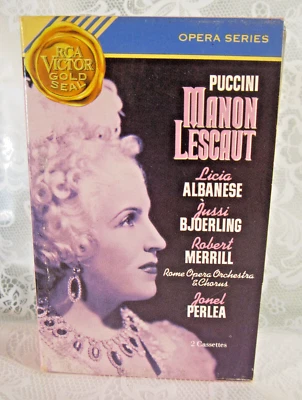 OPERA SERIES
RCA
VICTOR
GOLD
SEAL
PUCCINI
MANON
LESCAUT
Licia
ALBANESE
Jussi
BJOERLING
Robert
MERRILL
Rome Opera Orchestra
& Chorus
Jonel
PERLEA
2 Cassettes